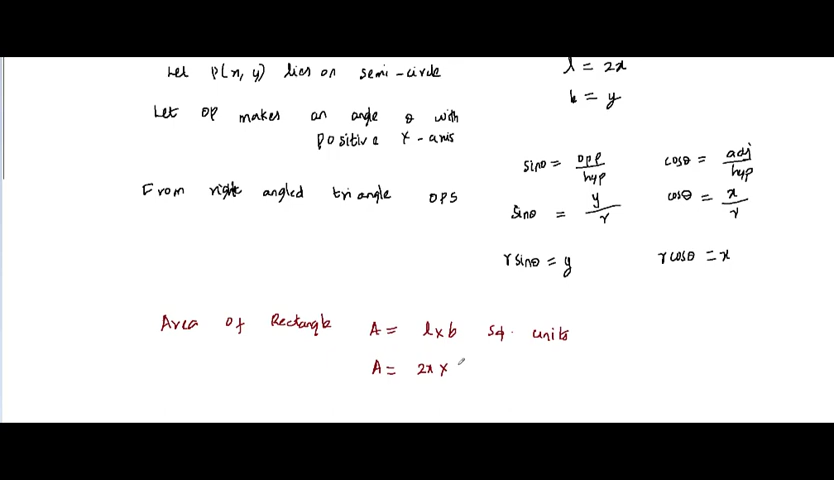 Let P(x, y) lies on semi-circle
l = 2x
b = y
Let OP makes an angle θ with
positive x-axis
sinθ = opp/hyp
cosθ = adj/hyp
From right angled triangle OPS
sinθ = y/r
cosθ = x/r
r sinθ = y
r cosθ = x
Area of Rectangle A = l x b sq. units
A = 2x x